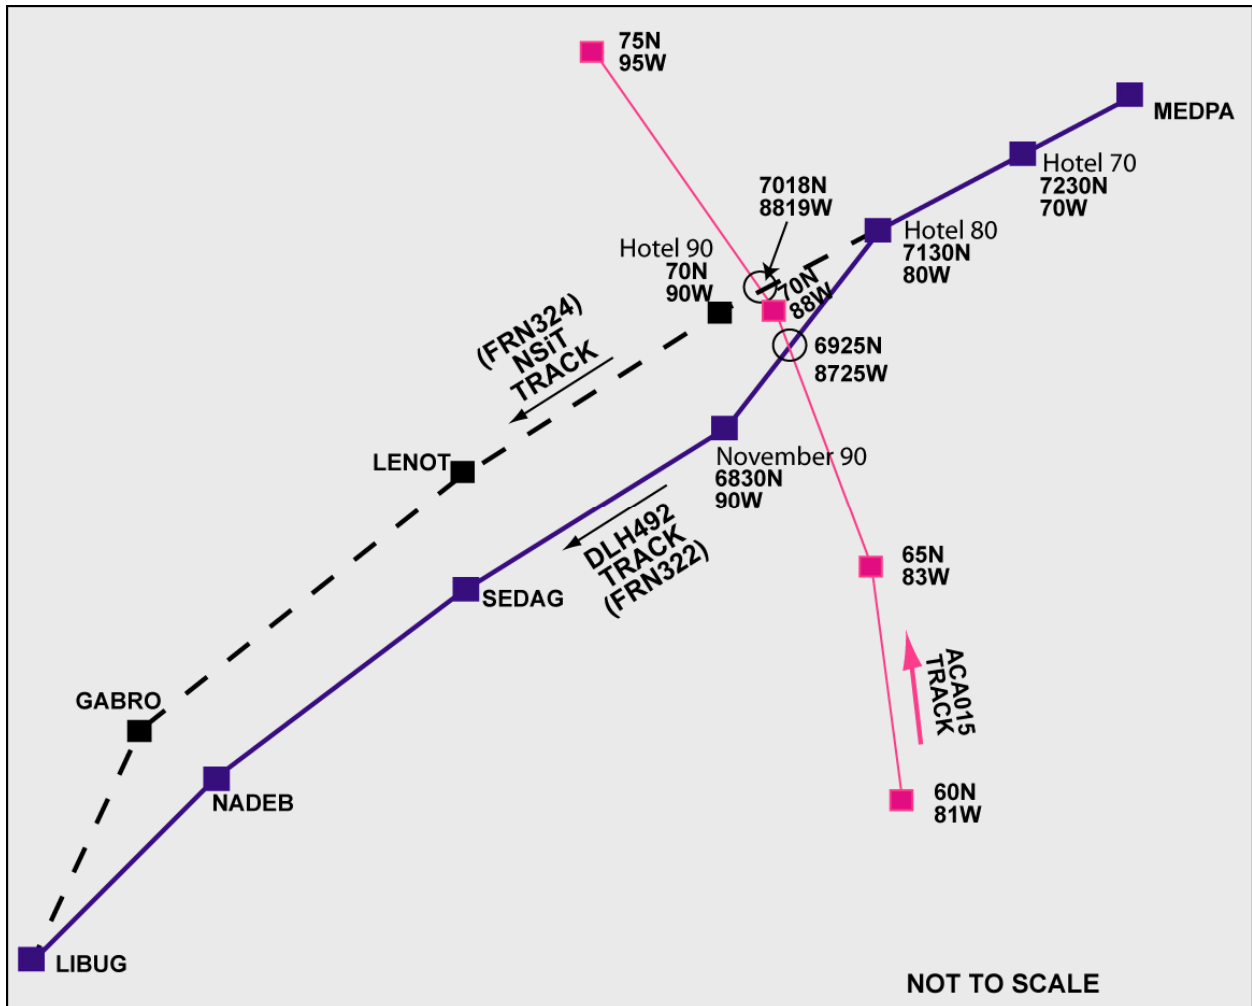 75N
95W
MEDPA
Hotel 70
7230N
70W
7018N
8819W
Hotel 80
7130N
80W
Hotel 90
70N
90W
70N
88W
6925N
8725W
(FRN324)
NSiT
TRACK
LENOT
November 90
6830N
90W
DLH492
TRACK
(FRN322)
65N
83W
SEDAG
ACA015
TRACK
GABRO
NADEB
60N
81W
LIBUG
NOT TO SCALE